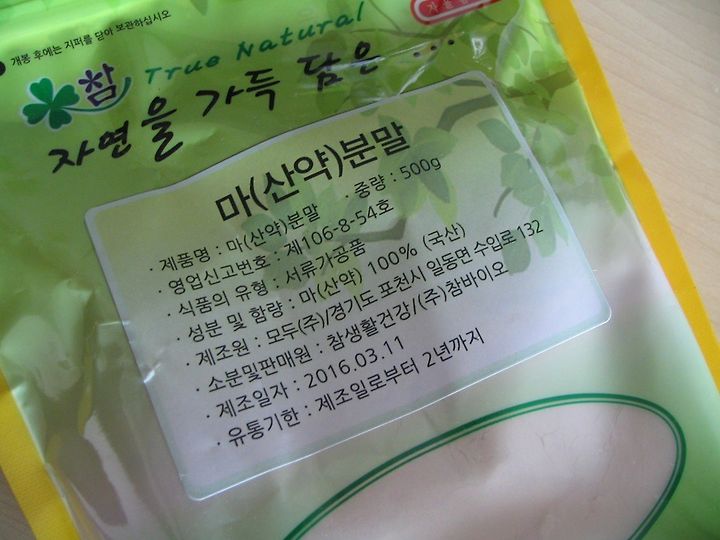 개봉 후에는 지퍼를 닫아 보관하십시오
참 True Natural
자연을 가득 담은 ...
마(산약)분말
· 제품명 : 마(산약)분말 · 중량 : 500g
· 영업신고번호 : 제106-8-54호
· 식품의 유형 : 서류가공품
· 성분 및 함량 : 마(산약) 100% (국산)
· 제조원 : 모두(주)/경기도 포천시 일동면 수입로 132
· 소분및판매원 : 참생활건강/(주)참바이오
· 제조일자 : 2016.03.11
· 유통기한 : 제조일로부터 2년까지